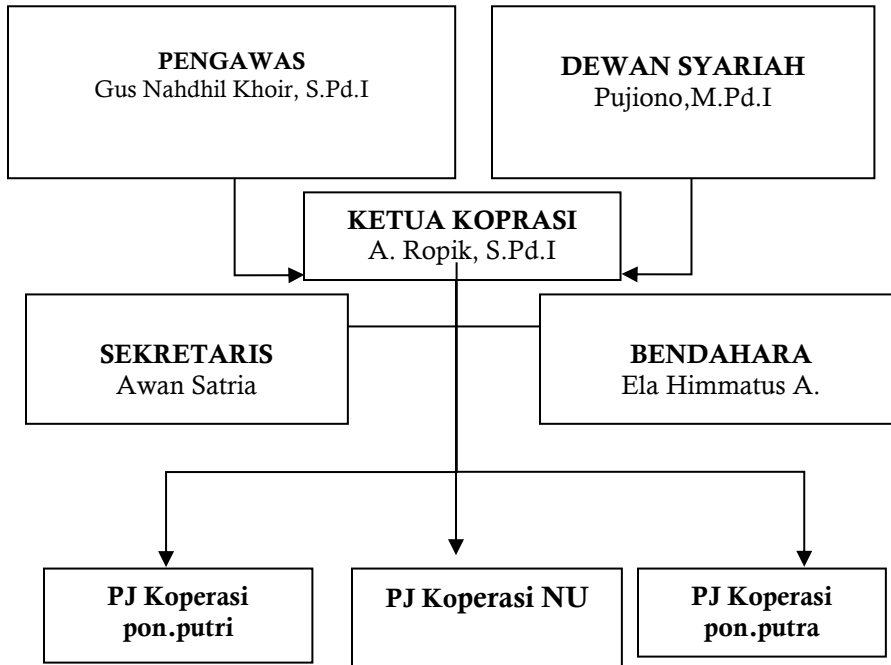 PENGAWAS
Gus Nahdhil Khoir, S.Pd.I
DEWAN SYARIAH
Pujiono,M.Pd.I
KETUA KOPRASI
A. Ropik, S.Pd.I
SEKRETARIS
Awan Satria
BENDAHARA
Ela Himmatus A.
PJ Koperasi
pon.putri
PJ Koperasi NU
PJ Koperasi
pon.putra